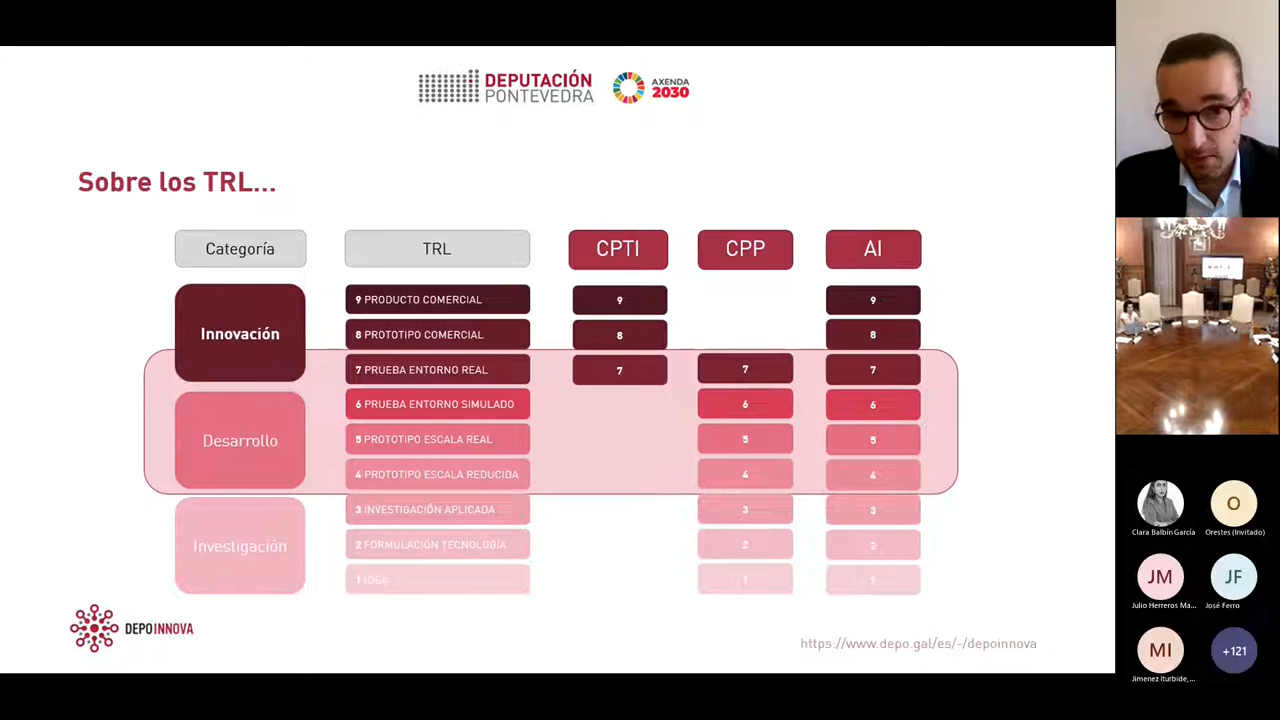 DEPUTACIÓN
PONTEVEDRA
AXENDA
2030
Sobre los TRL...
Categoría
TRL
CPTI
CPP
AI
Innovación
9 PRODUCTO COMERCIAL
9
9
8 PROTOTIPO COMERCIAL
8
8
7 PRUEBA ENTORNO REAL
7
7
7
Desarrollo
6 PRUEBA ENTORNO SIMULADO
6
6
5 PROTOTIPO ESCALA REAL
5
5
4 PROTOTIPO ESCALA REDUCIDA
4
4
Investigación
3 INVESTIGACIÓN APLICADA
3
3
2 FORMULACIÓN TECNOLOGÍA
2
2
1 IDEA
1
1
DEPOINNOVA
https://www.depo.gal/es/-/depoinnova
Clara Balbín García
O
Orestes (Invitado)
JM
Julio Herreros Ma...
JF
José Ferro
MI
Jimenez Iturbide,...
+121